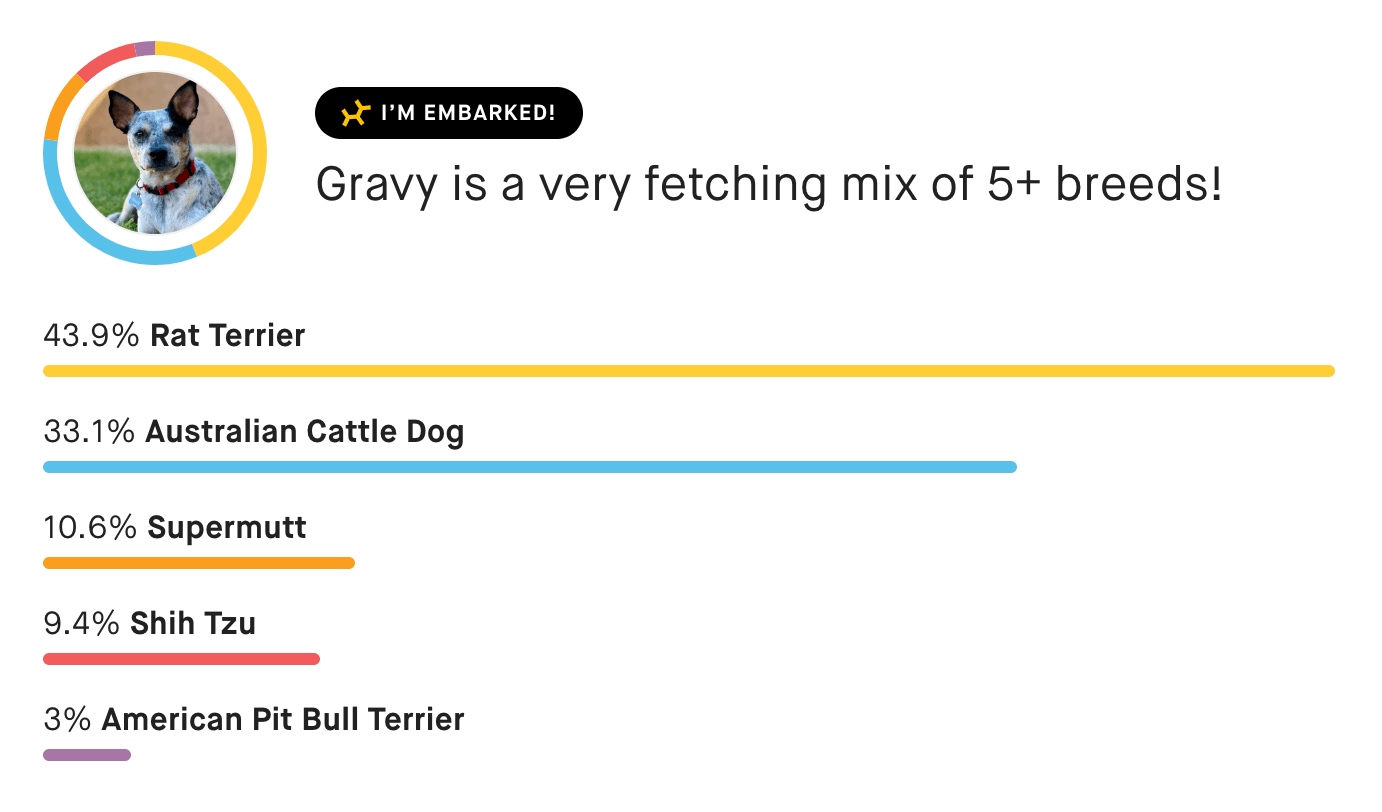 I'M EMBARKED!
Gravy is a very fetching mix of 5+ breeds!
43.9% Rat Terrier
33.1% Australian Cattle Dog
10.6% Supermutt
9.4% Shih Tzu
3% American Pit Bull Terrier